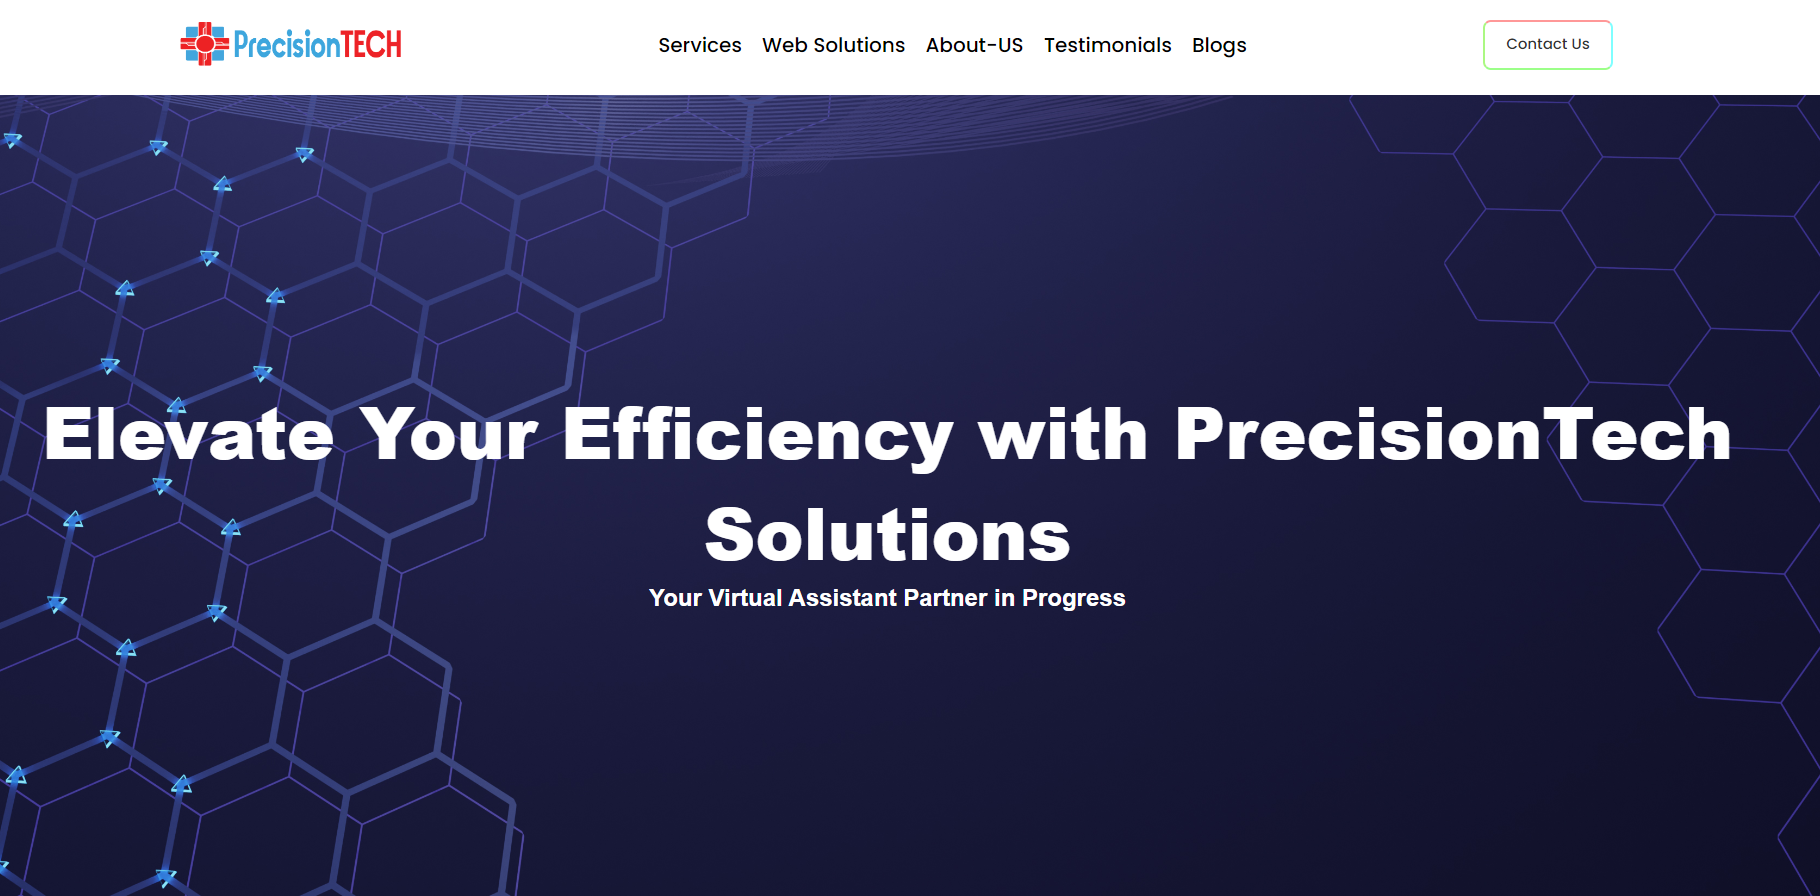 PrecisionTECH
Services Web Solutions About-US Testimonials Blogs
Contact Us
Elevate Your Efficiency with PrecisionTech
Solutions
Your Virtual Assistant Partner in Progress